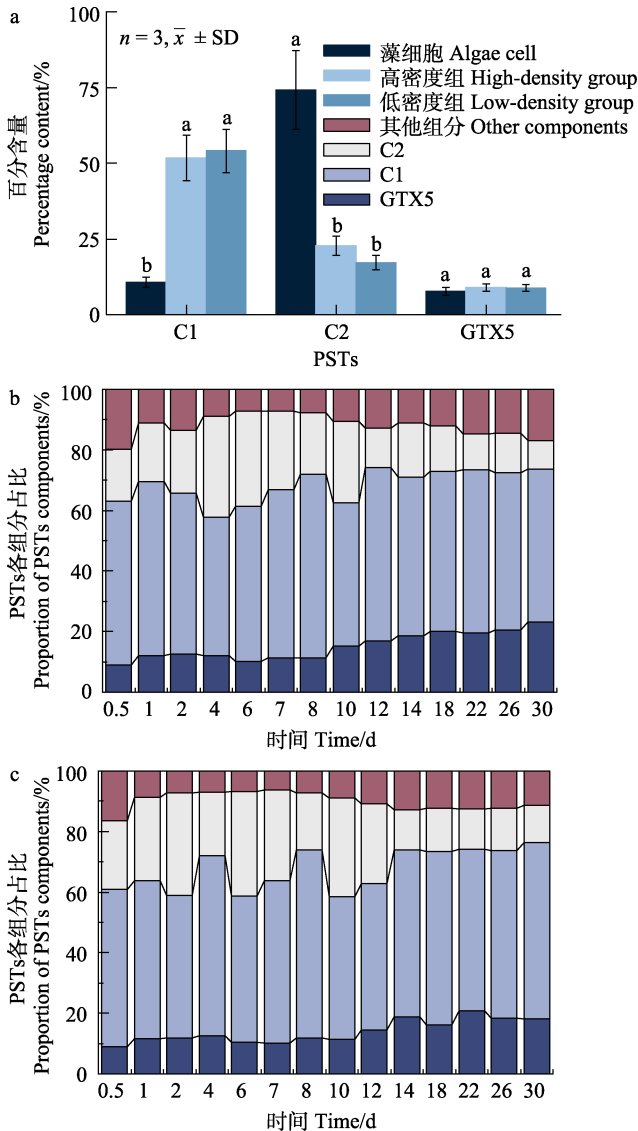 a
n = 3, x̅ ± SD
藻细胞 Algae cell
高密度组 High-density group
低密度组 Low-density group
其他组分 Other components
C2
C1
GTX5
百分含量
Percentage content/%
100
75
50
25
0
b
a
a
a
b
b
a
a
a
C1 C2 GTX5
PSTs
b
PSTs各组分占比
Proportion of PSTs components/%
100
80
60
40
20
0
0.5 1 2 4 6 7 8 10 12 14 18 22 26 30
时间 Time/d
c
PSTs各组分占比
Proportion of PSTs components/%
100
80
60
40
20
0
0.5 1 2 4 6 7 8 10 12 14 18 22 26 30
时间 Time/d